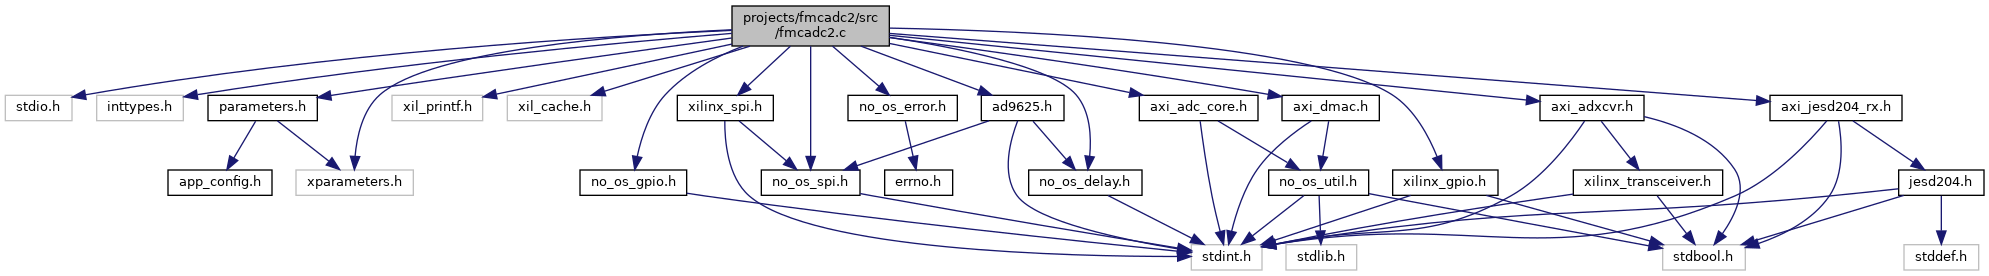 projects/fmcadc2/src
/fmcadc2.c
stdio.h
inttypes.h
parameters.h
xil_printf.h
xil_cache.h
xilinx_spi.h
no_os_error.h
ad9625.h
axi_adc_core.h
axi_dmac.h
axi_adxcvr.h
axi_jesd204_rx.h
app_config.h
xparameters.h
no_os_gpio.h
no_os_spi.h
errno.h
no_os_delay.h
no_os_util.h
xilinx_gpio.h
xilinx_transceiver.h
jesd204.h
stdint.h
stdlib.h
stdbool.h
stddef.h